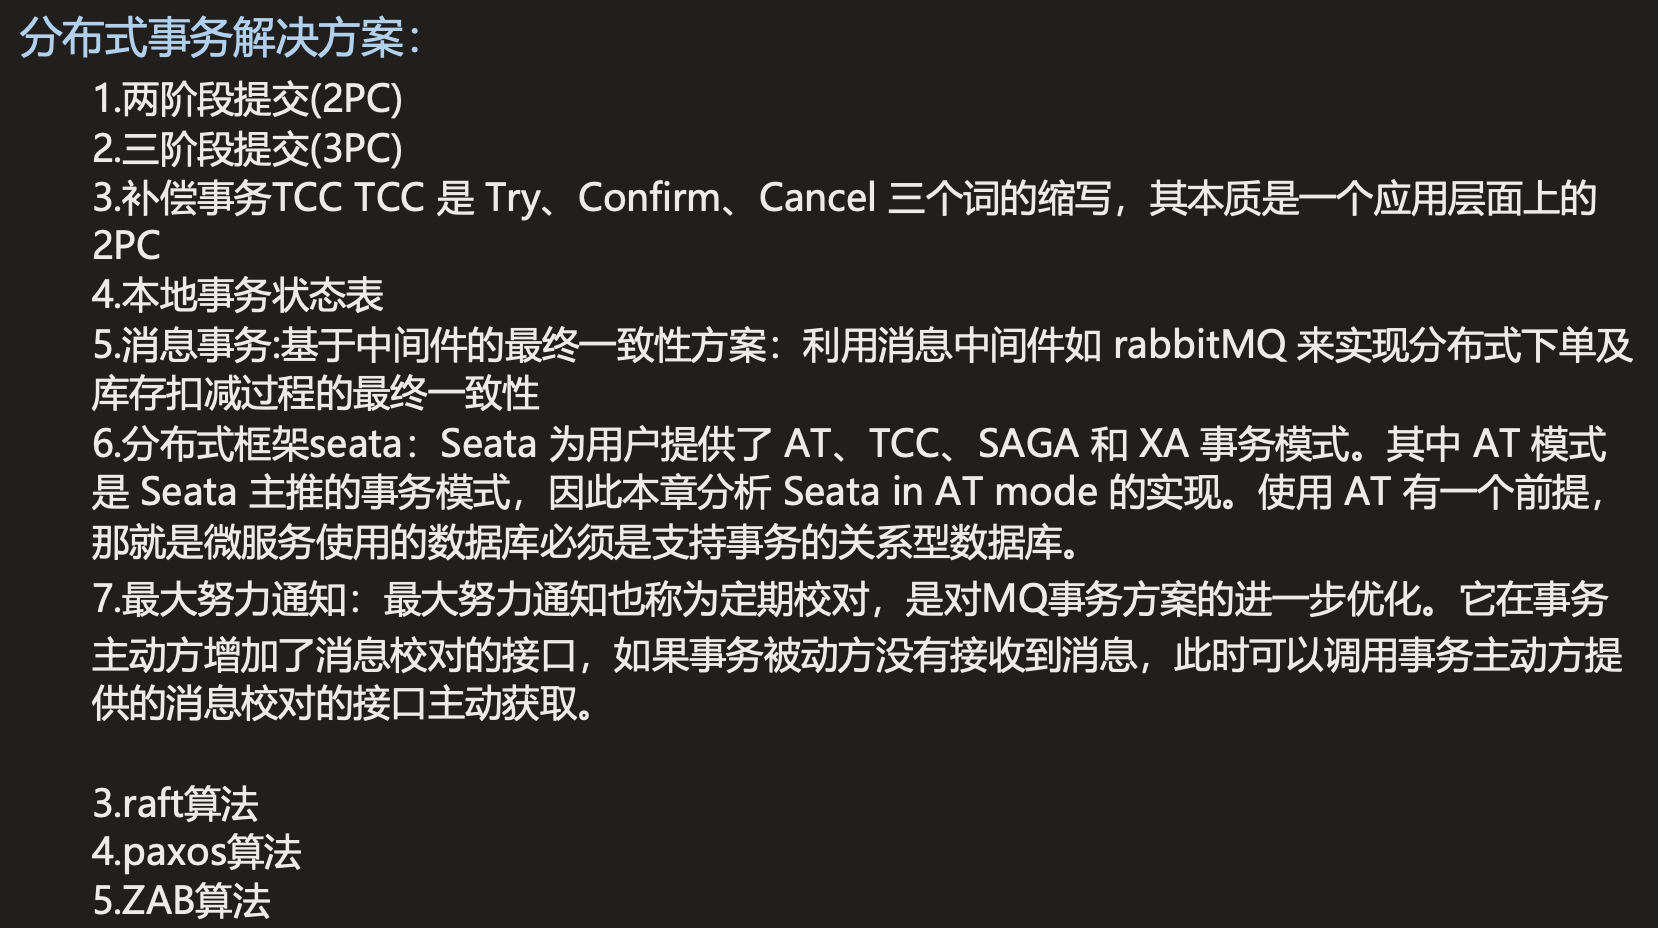 分布式事务解决方案：
1.两阶段提交(2PC)
2.三阶段提交(3PC)
3.补偿事务TCC TCC 是 Try、Confirm、Cancel 三个词的缩写，其本质是一个应用层面上的
2PC
4.本地事务状态表
5.消息事务:基于中间件的最终一致性方案：利用消息中间件如 rabbitMQ 来实现分布式下单及
库存扣减过程的最终一致性
6.分布式框架seata：Seata 为用户提供了 AT、TCC、SAGA 和 XA 事务模式。其中 AT 模式
是 Seata 主推的事务模式，因此本章分析 Seata in AT mode 的实现。使用 AT 有一个前提，
那就是微服务使用的数据库必须是支持事务的关系型数据库。
7.最大努力通知：最大努力通知也称为定期校对，是对MQ事务方案的进一步优化。它在事务
主动方增加了消息校对的接口，如果事务被动方没有接收到消息，此时可以调用事务主动方提
供的消息校对的接口主动获取。
3.raft算法
4.paxos算法
5.ZAB算法